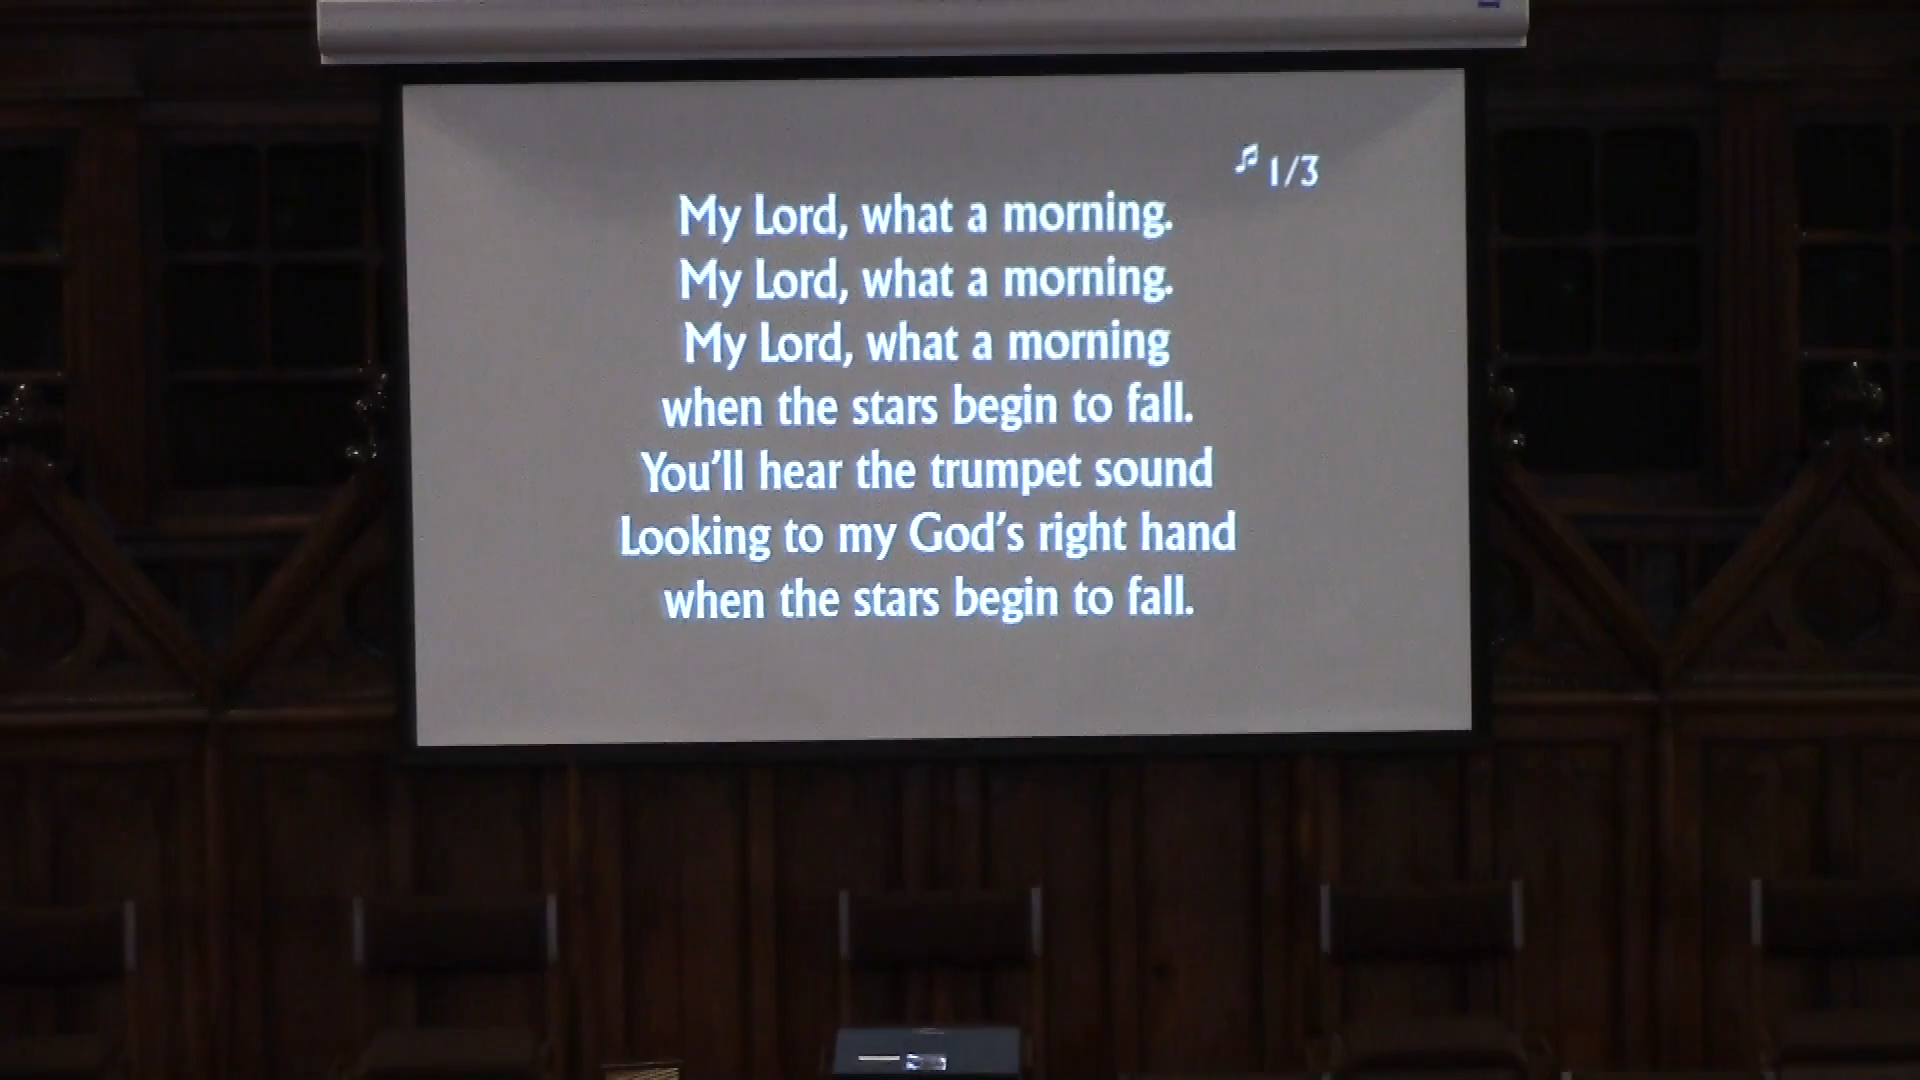 ♫ 1/3
My Lord, what a morning.
My Lord, what a morning.
My Lord, what a morning
when the stars begin to fall.
You’ll hear the trumpet sound
Looking to my God’s right hand
when the stars begin to fall.